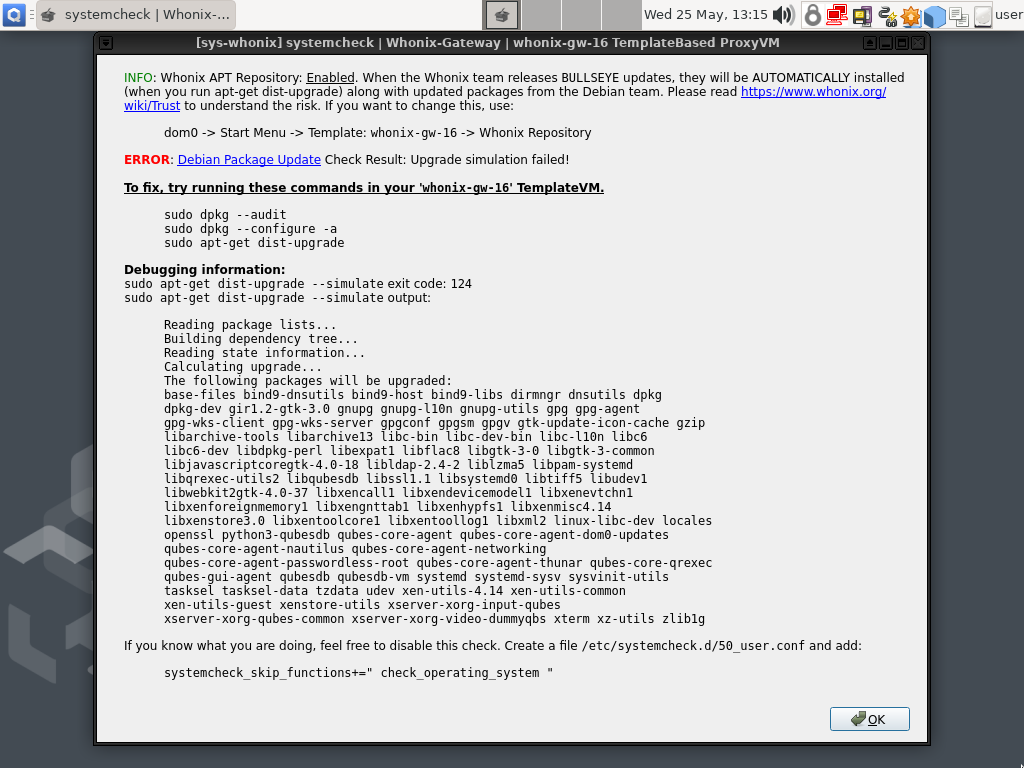 systemcheck | Whonix-...
Wed 25 May, 13:15
user
[sys-whonix] systemcheck | Whonix-Gateway | whonix-gw-16 TemplateBased ProxyVM
INFO: Whonix APT Repository: Enabled. When the Whonix team releases BULLSEYE updates, they will be AUTOMATICALLY installed
(when you run apt-get dist-upgrade) along with updated packages from the Debian team. Please read https://www.whonix.org/
wiki/Trust to understand the risk. If you want to change this, use:
dom0 -> Start Menu -> Template: whonix-gw-16 -> Whonix Repository
ERROR: Debian Package Update Check Result: Upgrade simulation failed!
To fix, try running these commands in your 'whonix-gw-16' TemplateVM.
sudo dpkg --audit
sudo dpkg --configure -a
sudo apt-get dist-upgrade
Debugging information:
sudo apt-get dist-upgrade --simulate exit code: 124
sudo apt-get dist-upgrade --simulate output:
Reading package lists...
Building dependency tree...
Reading state information...
Calculating upgrade...
The following packages will be upgraded:
base-files bind9-dnsutils bind9-host bind9-libs dirmngr dnsutils dpkg
dpkg-dev gir1.2-gtk-3.0 gnupg gnupg-l10n gnupg-utils gpg gpg-agent
gpg-wks-client gpg-wks-server gpgconf gpgsm gpgv gtk-update-icon-cache gzip
libarchive-tools libarchive13 libc-bin libc-dev-bin libc-l10n libc6
libc6-dev libdpkg-perl libexpat1 libflac8 libgtk-3-0 libgtk-3-common
libjavascriptcoregtk-4.0-18 libldap-2.4-2 liblzma5 libpam-systemd
libqrexec-utils2 libqubesdb libssl1.1 libsystemd0 libtiff5 libudev1
libwebkit2gtk-4.0-37 libxencall1 libxendevicemodel1 libxenevtchn1
libxenforeignmemory1 libxengnttab1 libxenhypfs1 libxenmisc4.14
libxenstore3.0 libxentoolcore1 libxentoollog1 libxml2 linux-libc-dev locales
openssl python3-qubesdb qubes-core-agent qubes-core-agent-dom0-updates
qubes-core-agent-nautilus qubes-core-agent-networking
qubes-core-agent-passwordless-root qubes-core-agent-thunar qubes-core-qrexec
qubes-gui-agent qubesdb qubesdb-vm systemd systemd-sysv sysvinit-utils
tasksel tasksel-data tzdata udev xen-utils-4.14 xen-utils-common
xen-utils-guest xenstore-utils xserver-xorg-input-qubes
xserver-xorg-qubes-common xserver-xorg-video-dummyqbs xterm xz-utils zlib1g
If you know what you are doing, feel free to disable this check. Create a file /etc/systemcheck.d/50_user.conf and add:
systemcheck_skip_functions+=" check_operating_system "
OK